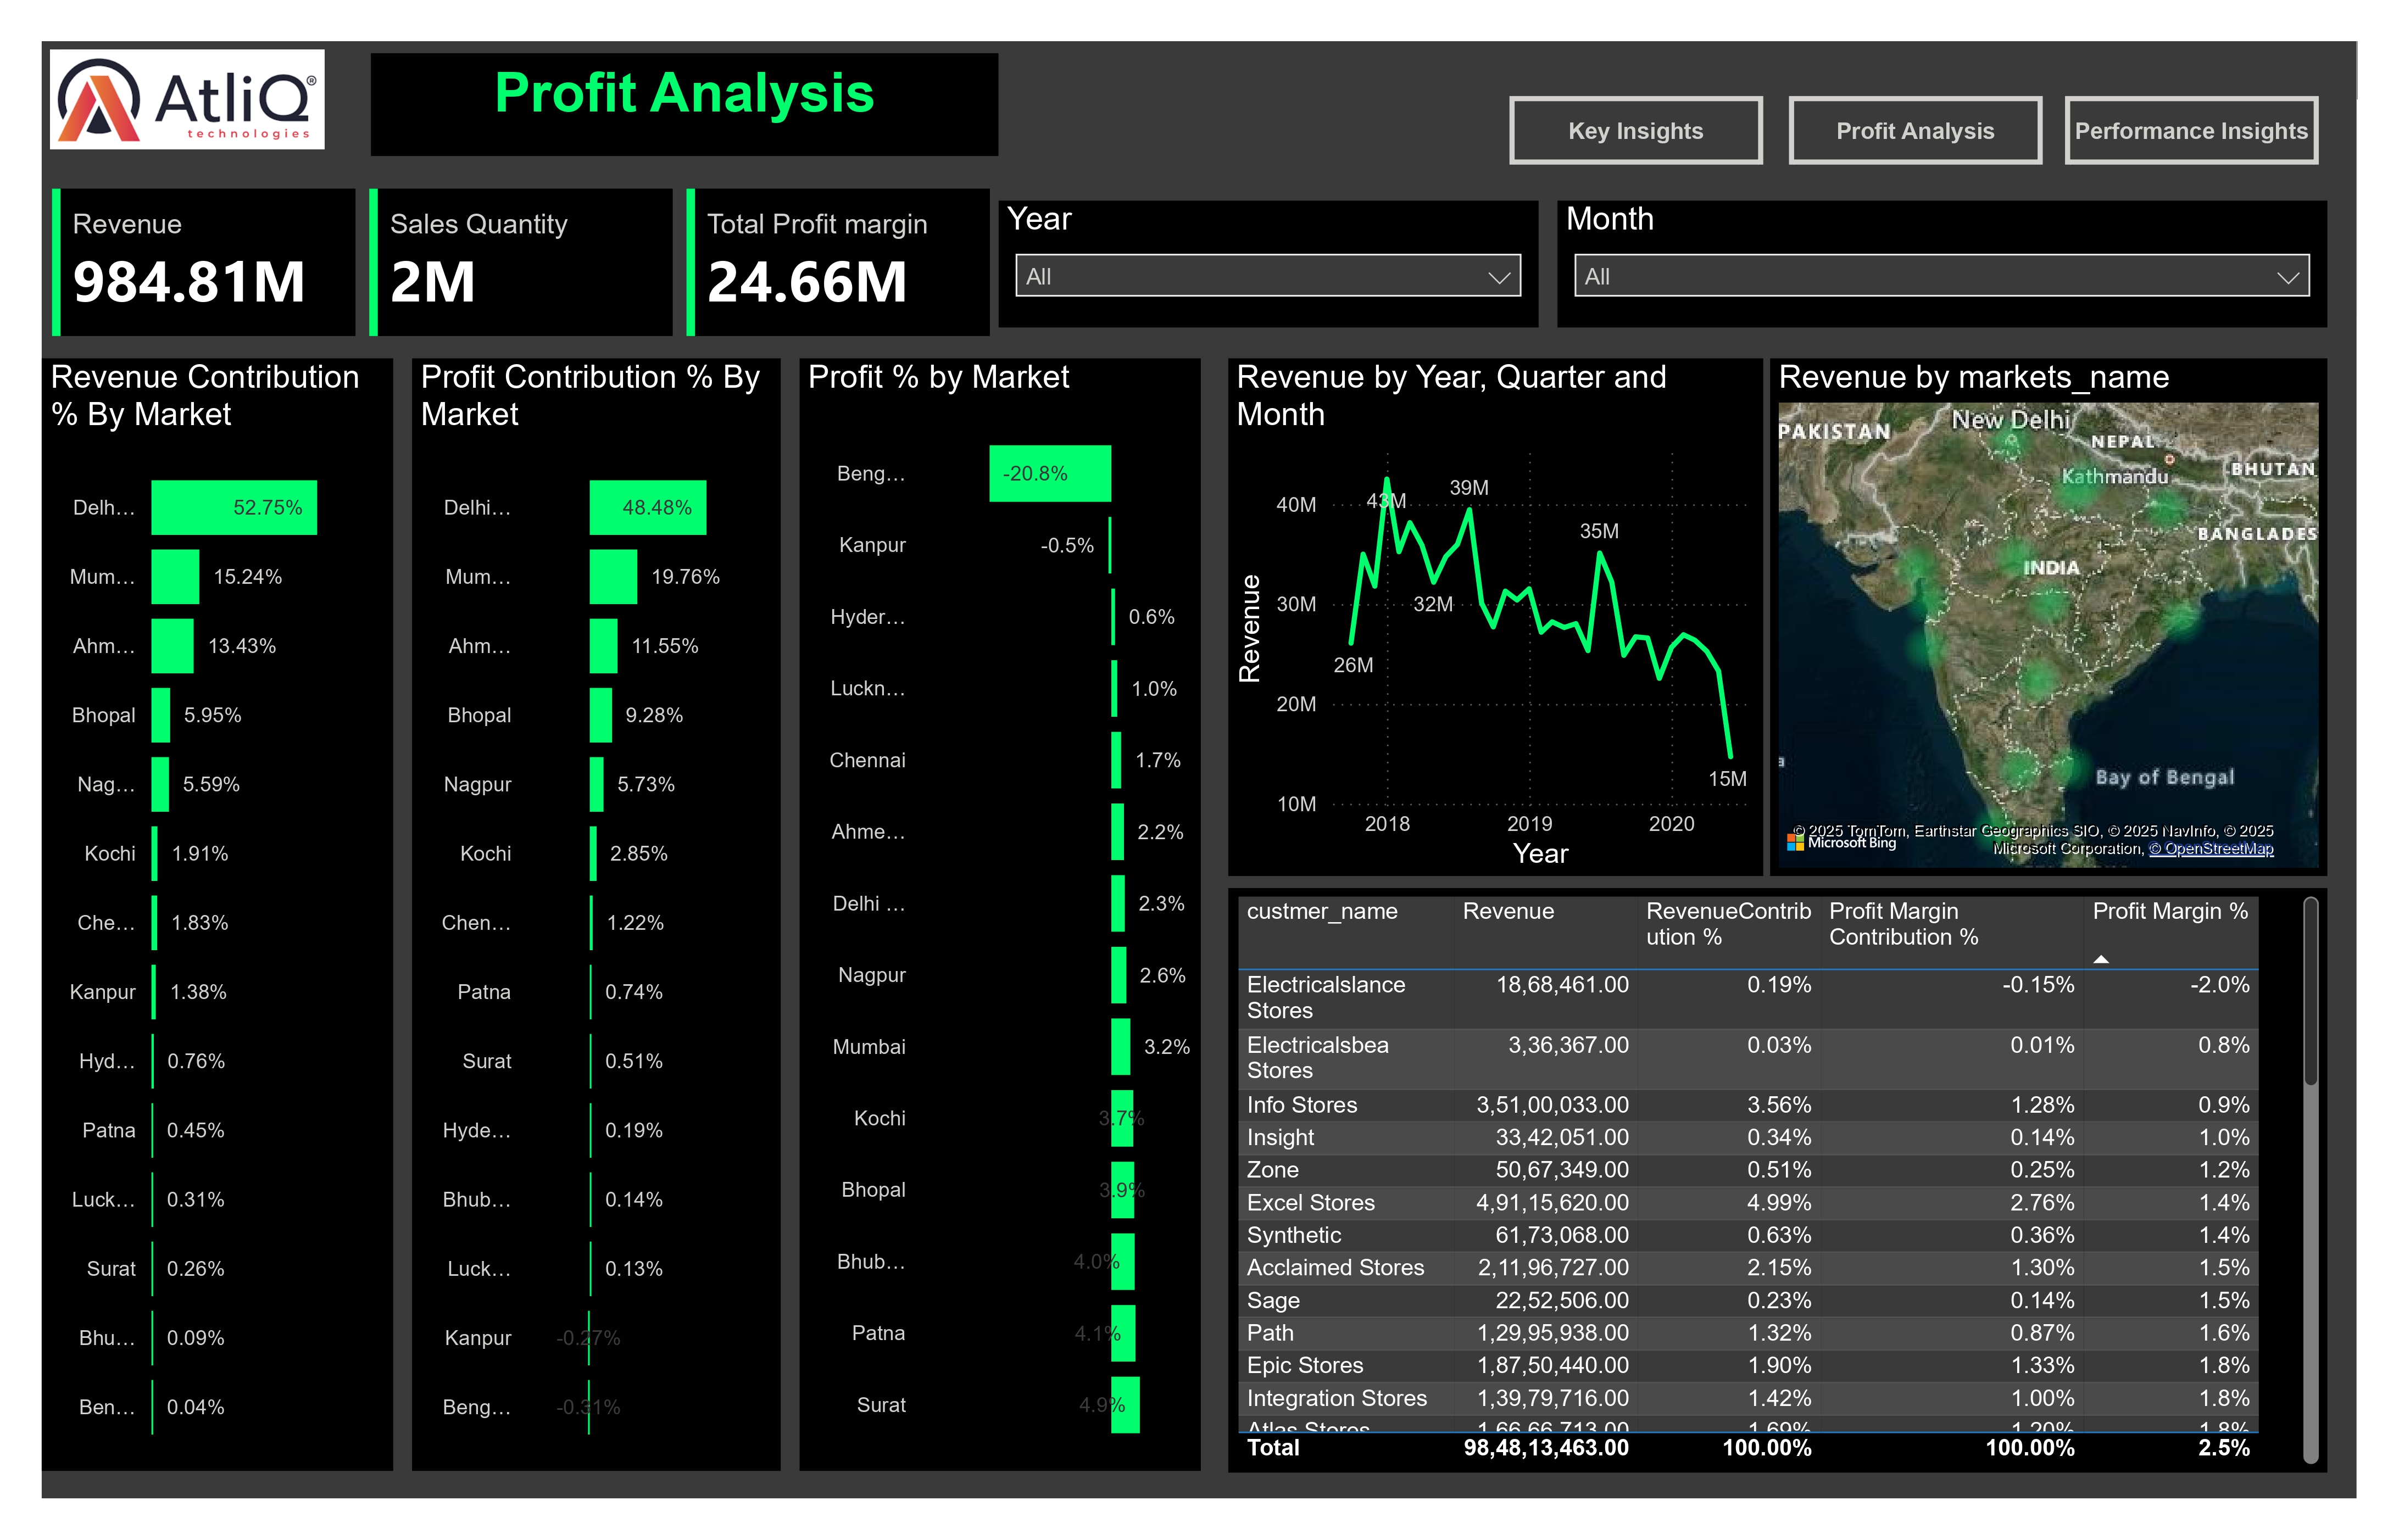 AtliQ®
technologies
Profit Analysis
Key Insights
Profit Analysis
Performance Insights
Revenue
984.81M
Sales Quantity
2M
Total Profit margin
24.66M
Year
All
Month
All
Revenue Contribution
% By Market
Delh… 52.75%
Mum… 15.24%
Ahm… 13.43%
Bhopal 5.95%
Nag… 5.59%
Kochi 1.91%
Che… 1.83%
Kanpur 1.38%
Hyd… 0.76%
Patna 0.45%
Luck… 0.31%
Surat 0.26%
Bhu… 0.09%
Ben… 0.04%
Profit Contribution % By
Market
Delhi… 48.48%
Mum… 19.76%
Ahm… 11.55%
Bhopal 9.28%
Nagpur 5.73%
Kochi 2.85%
Chen… 1.22%
Patna 0.74%
Surat 0.51%
Hyde… 0.19%
Bhub… 0.14%
Luck… 0.13%
Kanpur -0.27%
Beng… -0.31%
Profit % by Market
Beng… -20.8%
Kanpur -0.5%
Hyder… 0.6%
Luckn… 1.0%
Chennai 1.7%
Ahme… 2.2%
Delhi … 2.3%
Nagpur 2.6%
Mumbai 3.2%
Kochi 3.7%
Bhopal 3.9%
Bhub… 4.0%
Patna 4.1%
Surat 4.9%
Revenue by Year, Quarter and
Month
Revenue
40M
30M
20M
10M
43M
39M
35M
32M
26M
15M
2018 2019 2020
Year
Revenue by markets_name
New Delhi
PAKISTAN
NEPAL
BHUTAN
Kathmandu
BANGLADES
INDIA
a
Bay of Bengal
© 2025 TomTom, Earthstar Geographics SIO, © 2025 NavInfo, © 2025
Microsoft Bing
Microsoft Corporation, © OpenStreetMap
custmer_name Revenue RevenueContrib Profit Margin Profit Margin %
ution % Contribution %
Electricalslance 18,68,461.00 0.19% -0.15% -2.0%
Stores
Electricalsbea 3,36,367.00 0.03% 0.01% 0.8%
Stores
Info Stores 3,51,00,033.00 3.56% 1.28% 0.9%
Insight 33,42,051.00 0.34% 0.14% 1.0%
Zone 50,67,349.00 0.51% 0.25% 1.2%
Excel Stores 4,91,15,620.00 4.99% 2.76% 1.4%
Synthetic 61,73,068.00 0.63% 0.36% 1.4%
Acclaimed Stores 2,11,96,727.00 2.15% 1.30% 1.5%
Sage 22,52,506.00 0.23% 0.14% 1.5%
Path 1,29,95,938.00 1.32% 0.87% 1.6%
Epic Stores 1,87,50,440.00 1.90% 1.33% 1.8%
Integration Stores 1,39,79,716.00 1.42% 1.00% 1.8%
Atlas Stores 1,66,66,713.00 1.69% 1.20% 1.8%
Total 98,48,13,463.00 100.00% 100.00% 2.5%